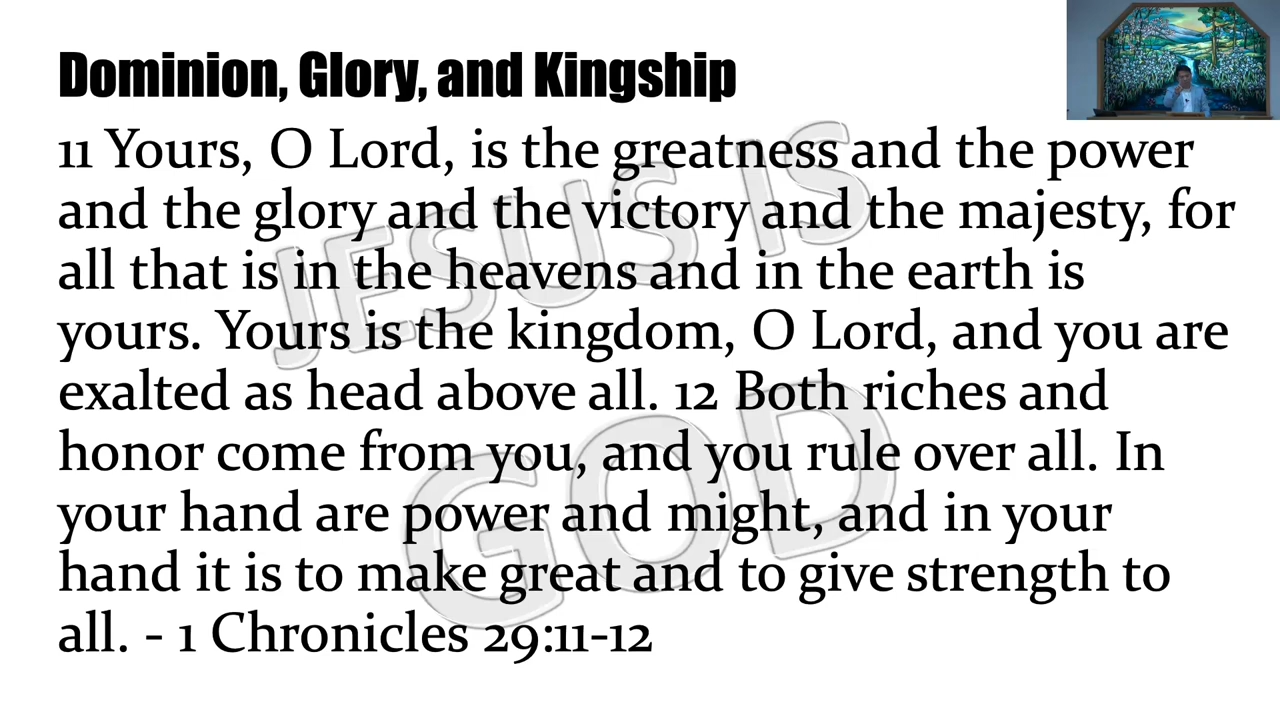 Dominion, Glory, and Kingship
11 Yours, O Lord, is the greatness and the power
and the glory and the victory and the majesty, for
all that is in the heavens and in the earth is
yours. Yours is the kingdom, O Lord, and you are
exalted as head above all. 12 Both riches and
honor come from you, and you rule over all. In
your hand are power and might, and in your
hand it is to make great and to give strength to
all. - 1 Chronicles 29:11-12
JESUS IS
GOD